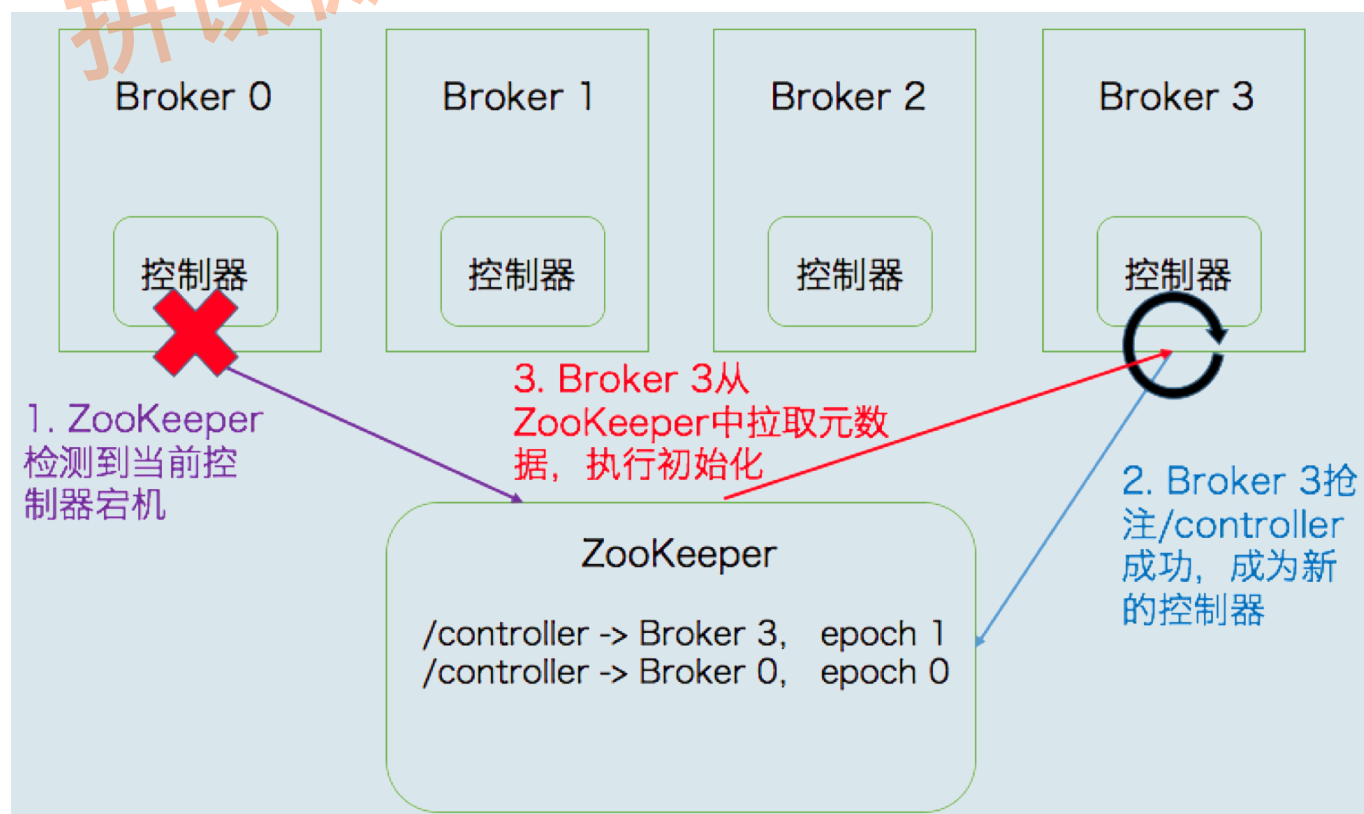 拼课
Broker 0
Broker 1
Broker 2
Broker 3
控制器
控制器
控制器
控制器
1. ZooKeeper
检测到当前控
制器宕机
3. Broker 3从
ZooKeeper中拉取元数
据，执行初始化
2. Broker 3抢
注/controller
成功，成为新
的控制器
ZooKeeper
/controller -> Broker 3, epoch 1
/controller -> Broker 0, epoch 0